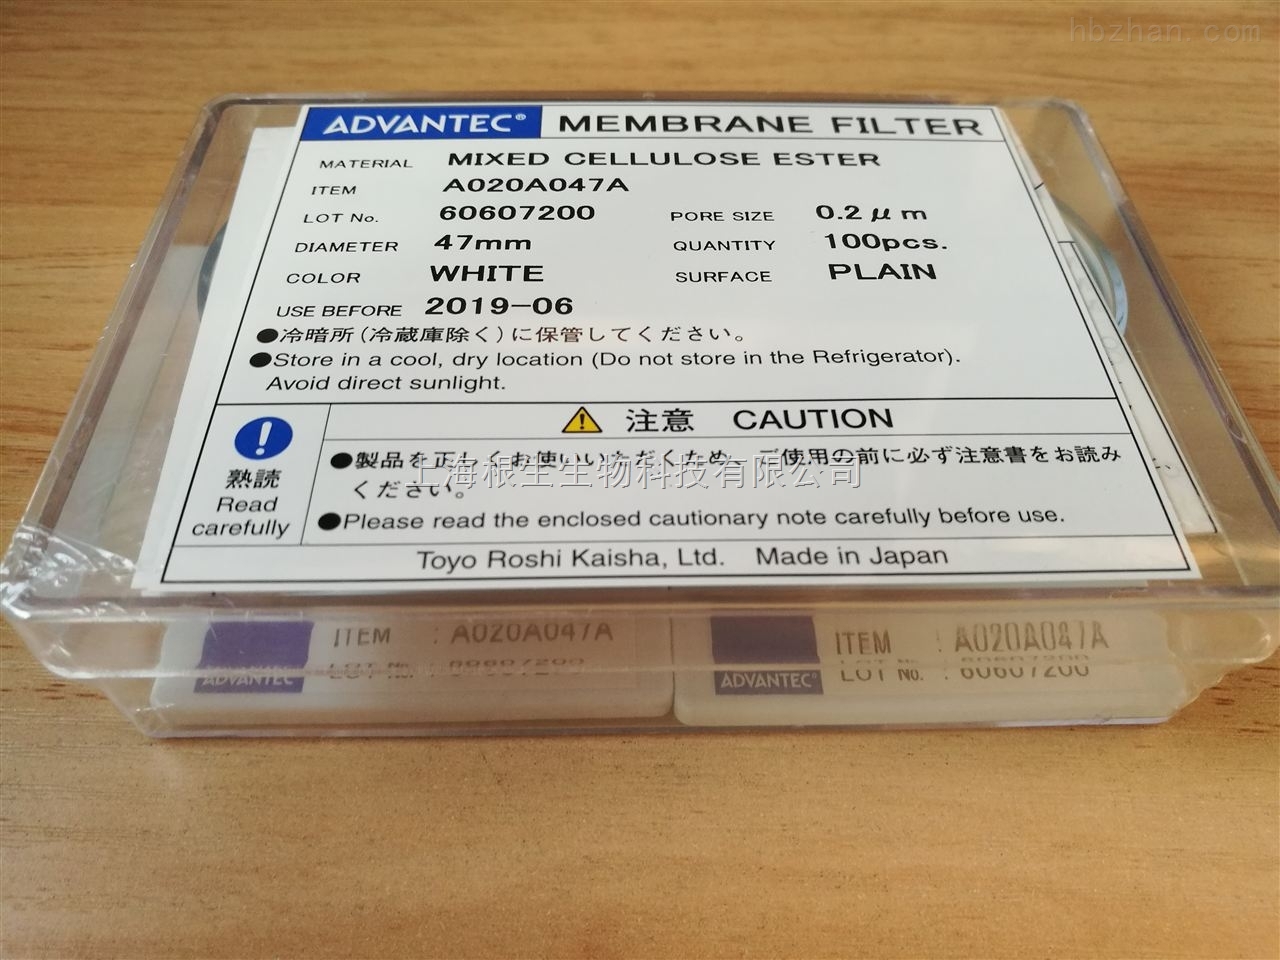 hbzhan.com
ADVANTEC® MEMBRANE FILTER
MATERIAL MIXED CELLULOSE ESTER
ITEM A020A047A
LOT No. 60607200 PORE SIZE 0.2μm
DIAMETER 47mm QUANTITY 100pcs.
COLOR WHITE SURFACE PLAIN
USE BEFORE 2019-06
●冷暗所(冷蔵庫除く)に保管してください。
●Store in a cool, dry location (Do not store in the Refrigerator).
Avoid direct sunlight.
注意 CAUTION
熟読
Read
carefully
●製品を正しくお使いいただくため、ご使用の前に必ず注意書をお読み
ください。
●Please read the enclosed cautionary note carefully before use.
上海根生生物科技有限公司
Toyo Roshi Kaisha, Ltd. Made in Japan
ITEM : A020A047A
LOT No. : 60607200
ADVANTEC
ITEM : A020A047A
LOT No. : 60607200
ADVANTEC®